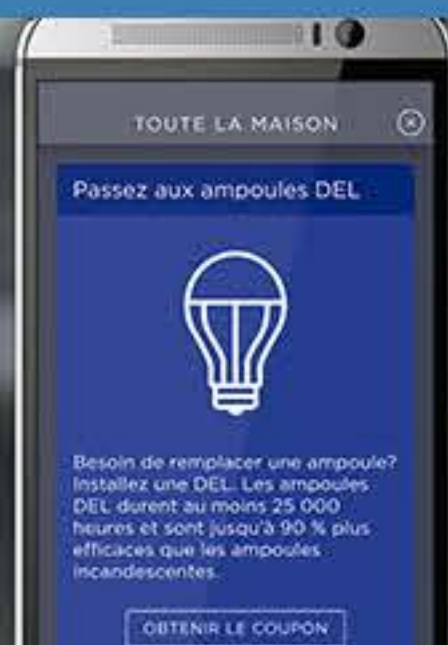 TOUTE LA MAISON
Passez aux ampoules DEL
Besoin de remplacer une ampoule?
Installez une DEL. Les ampoules
DEL durent au moins 25 000
heures et sont jusqu'à 90 % plus
efficaces que les ampoules
incandescentes.
OBTENIR LE COUPON